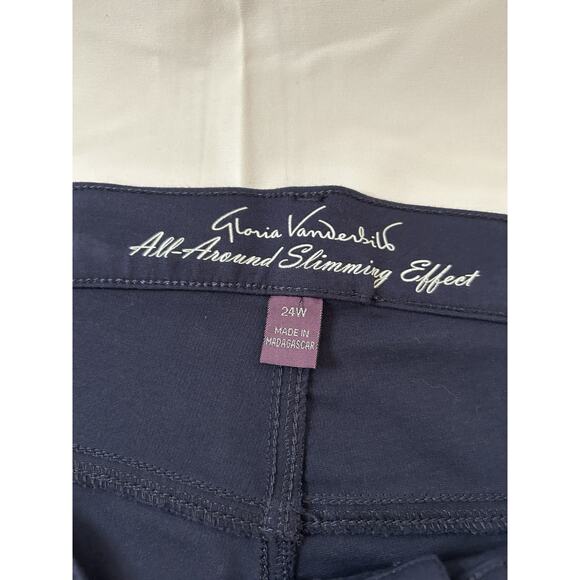 Gloria Vanderbilt
All-Around Slimming Effect
24W
MADE IN
MADAGASCAR